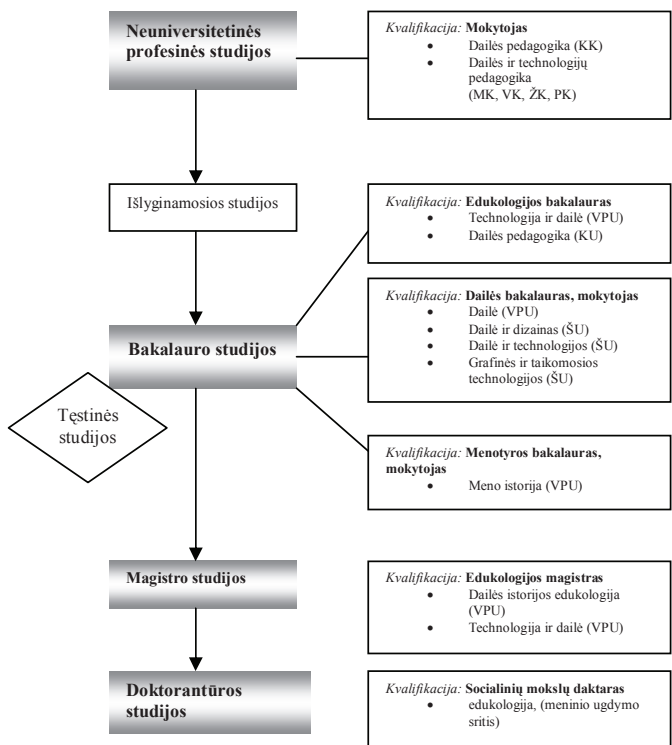 Neuniversitetinės
profesinės studijos
Kvalifikacija: Mokytojas
• Dailės pedagogika (KK)
• Dailės ir technologijų
pedagogika
(MK, VK, ŽK, PK)
Išlyginamosios studijos
Kvalifikacija: Edukologijos bakalauras
• Technologija ir dailė (VPU)
• Dailės pedagogika (KU)
Bakalauro studijos
Kvalifikacija: Dailės bakalauras, mokytojas
• Dailė (VPU)
• Dailė ir dizainas (ŠU)
• Dailė ir technologijos (ŠU)
• Grafinės ir taikomosios
technologijos (ŠU)
Tęstinės
studijos
Kvalifikacija: Menotyros bakalauras,
mokytojas
• Meno istorija (VPU)
Magistro studijos
Kvalifikacija: Edukologijos magistras
• Dailės istorijos edukologija
(VPU)
• Technologija ir dailė (VPU)
Doktorantūros
studijos
Kvalifikacija: Socialinių mokslų daktaras
• edukologija, (meninio ugdymo
sritis)